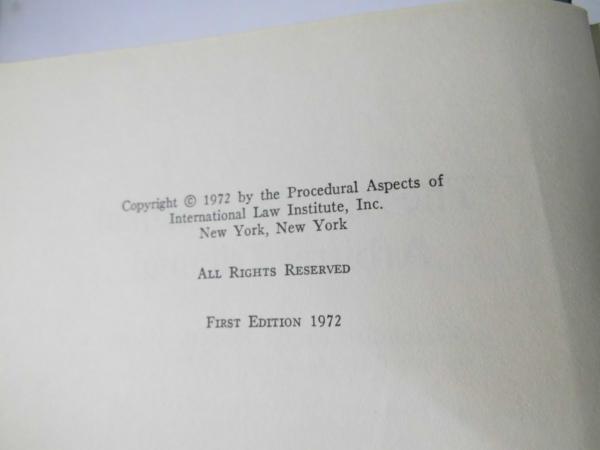 Copyright © 1972 by the Procedural Aspects of
International Law Institute, Inc.
New York, New York
ALL RIGHTS RESERVED
FIRST EDITION 1972